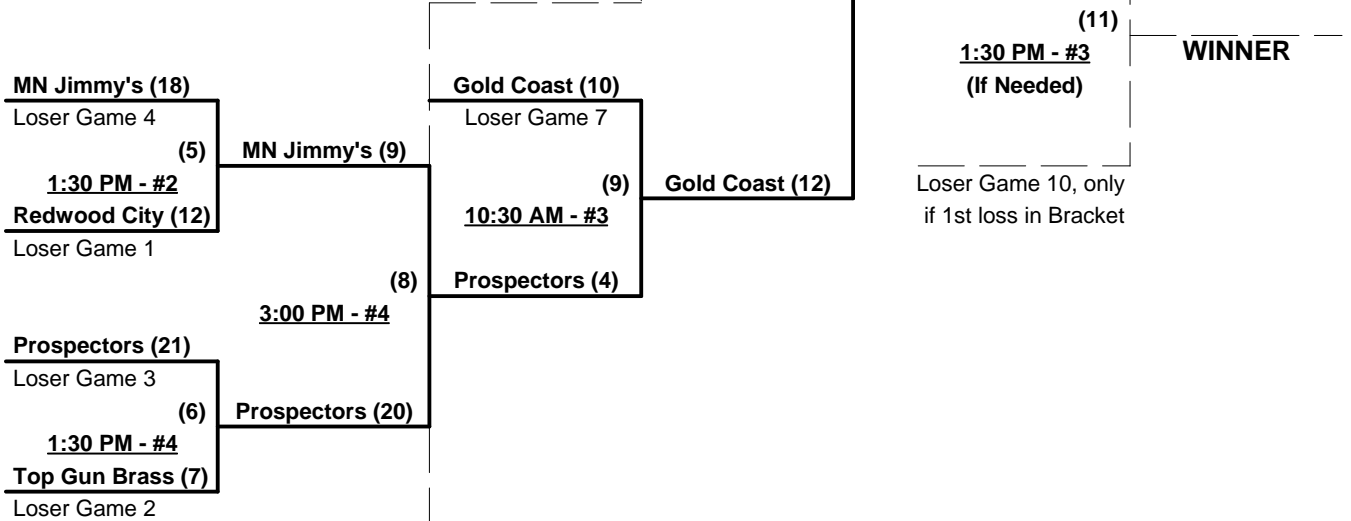 (11)
1:30 PM - #3
WINNER
(If Needed)
MN Jimmy's (18)
Loser Game 4
(5)
1:30 PM - #2
Redwood City (12)
Loser Game 1
MN Jimmy's (9)
(8)
3:00 PM - #4
Prospectors (21)
Loser Game 3
(6)
1:30 PM - #4
Top Gun Brass (7)
Loser Game 2
Prospectors (20)
Gold Coast (10)
Loser Game 7
(9)
10:30 AM - #3
Prospectors (4)
Gold Coast (12)
Loser Game 10, only
if 1st loss in Bracket